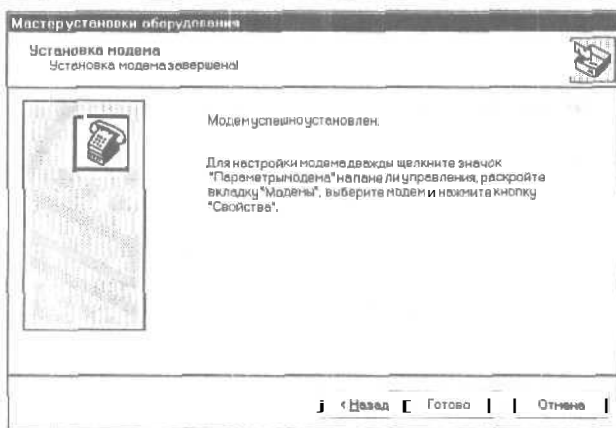 Мастер установки оборудования
Установка модема
Установка модема завершена!
Модем успешно установлен.
Для настройки модема дважды щелкните значок
"Параметры модема" на панели управления, раскройте
вкладку "Модемы", выберите модем и нажмите кнопку
"Свойства".
< Назад Готово Отмена